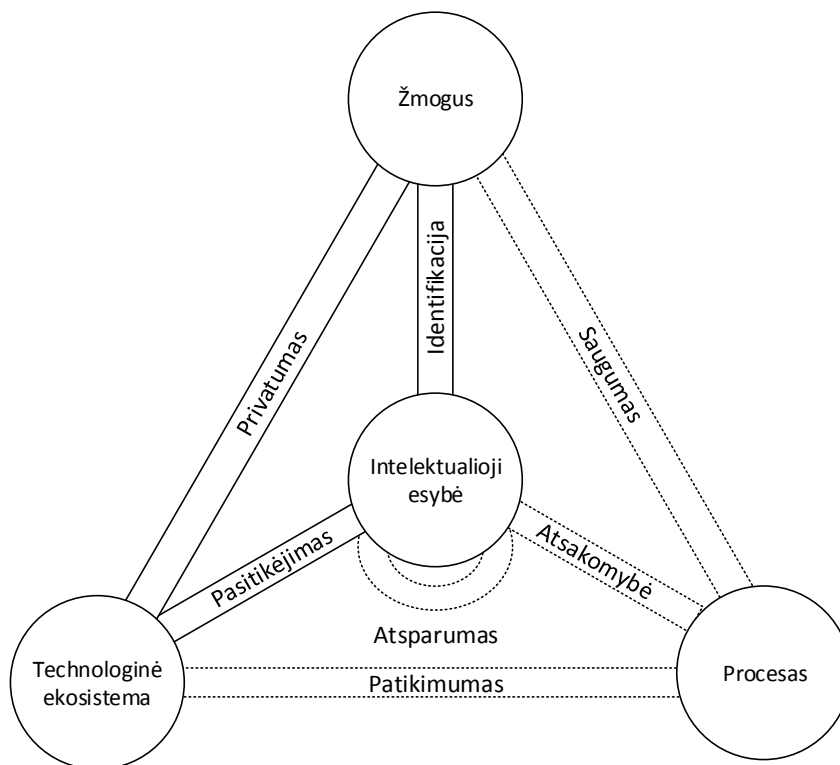 Žmogus
Identifikacija
Privatumas
Saugumas
Intelektualioji
esybė
Pasitikėjimas
Atsakomybė
Atsparumas
Technologinė
ekosistema
Patikimumas
Procesas